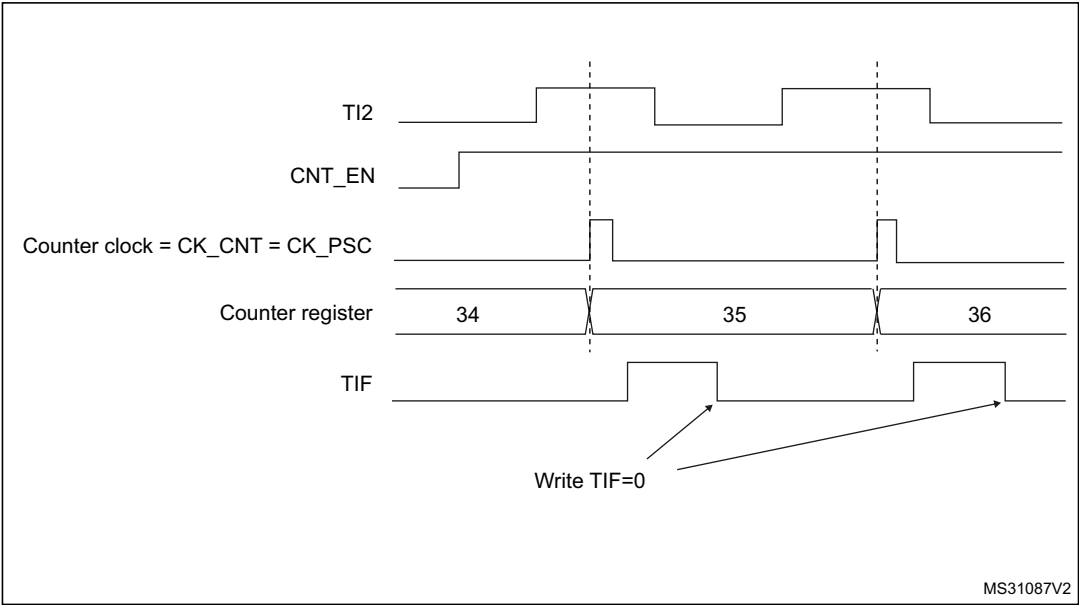 TI2
CNT_EN
Counter clock = CK_CNT = CK_PSC
Counter register 34 35 36
TIF
Write TIF=0
MS31087V2